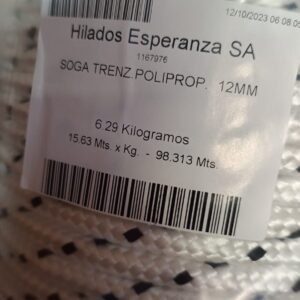 12/10/2023 06:08:05
Hilados Esperanza SA
1167976
SOGA TRENZ.POLIPROP. 12MM
6.29 Kilogramos
15.63 Mts. x Kg. - 98.313 Mts.